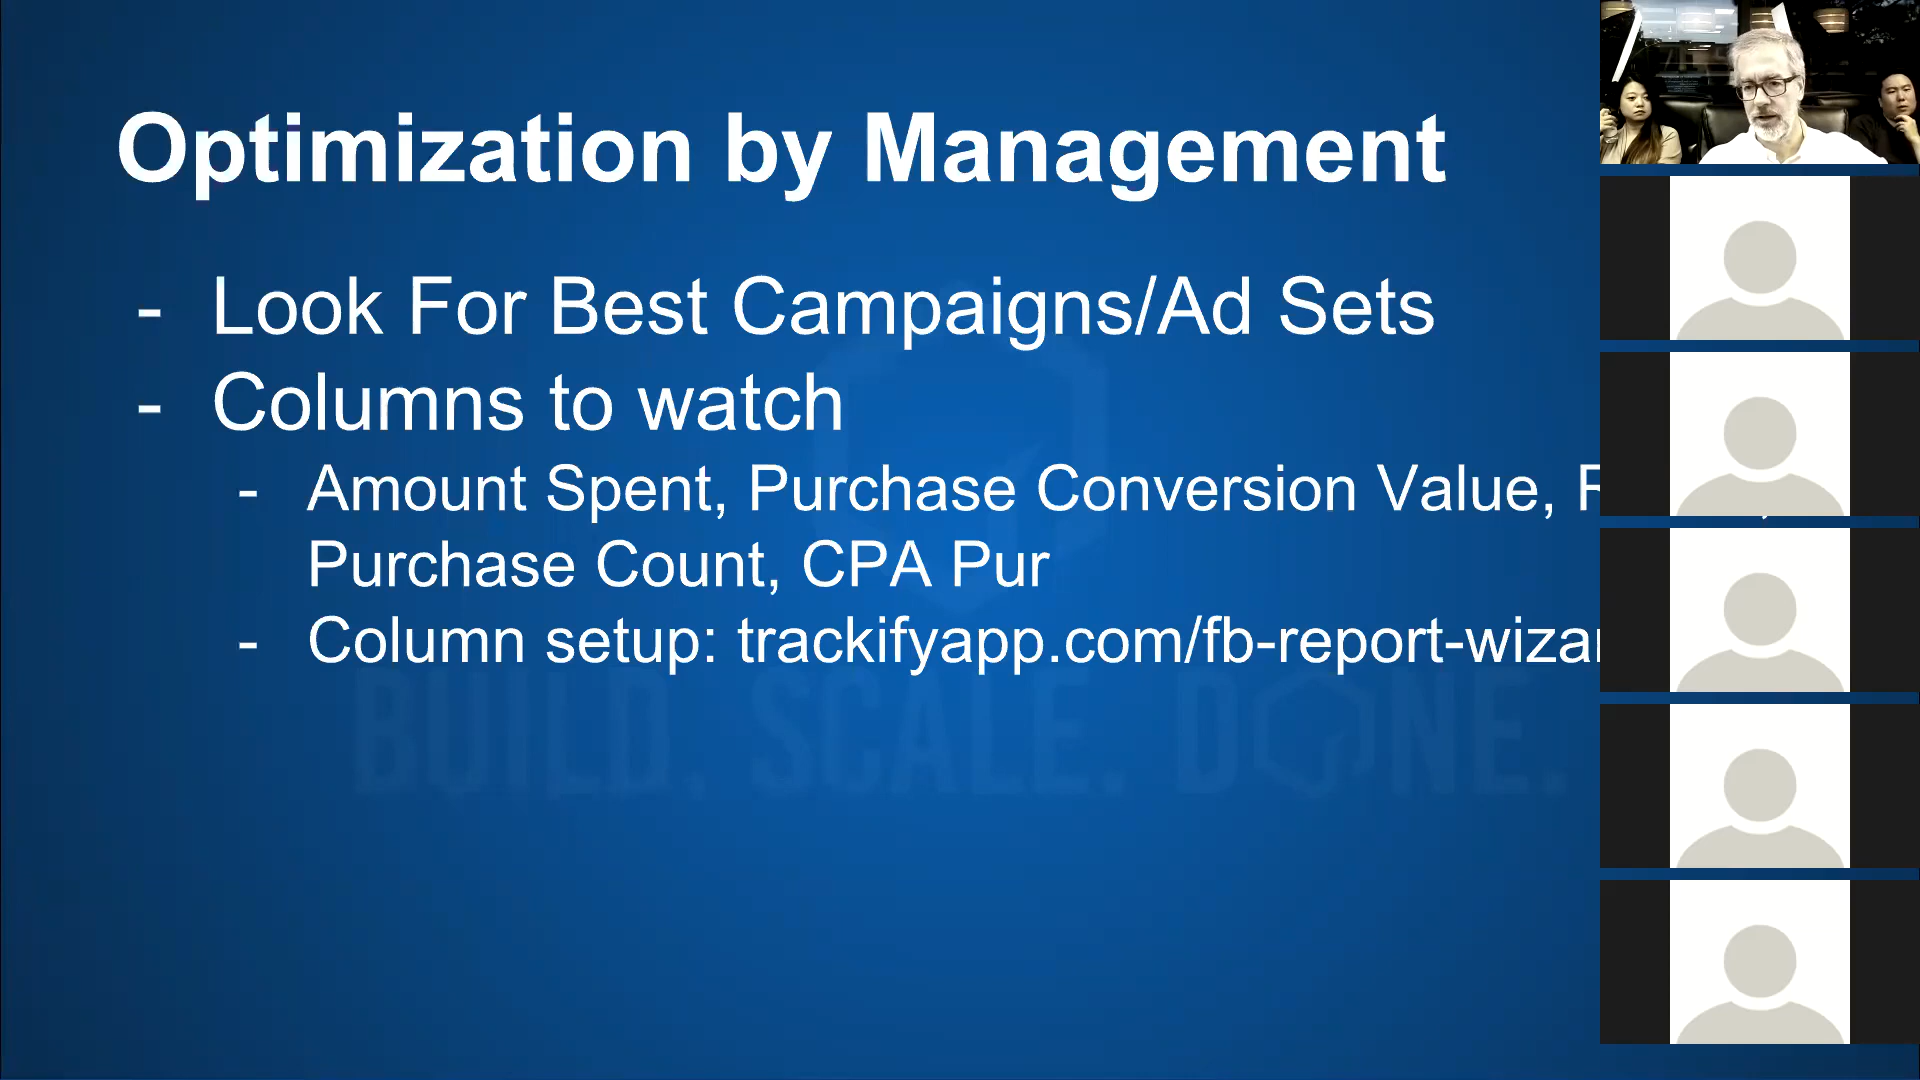 Optimization by Management
- Look For Best Campaigns/Ad Sets
- Columns to watch
- Amount Spent, Purchase Conversion Value,
Purchase Count, CPA Pur
- Column setup:
BUILD. SCALE. DONE.